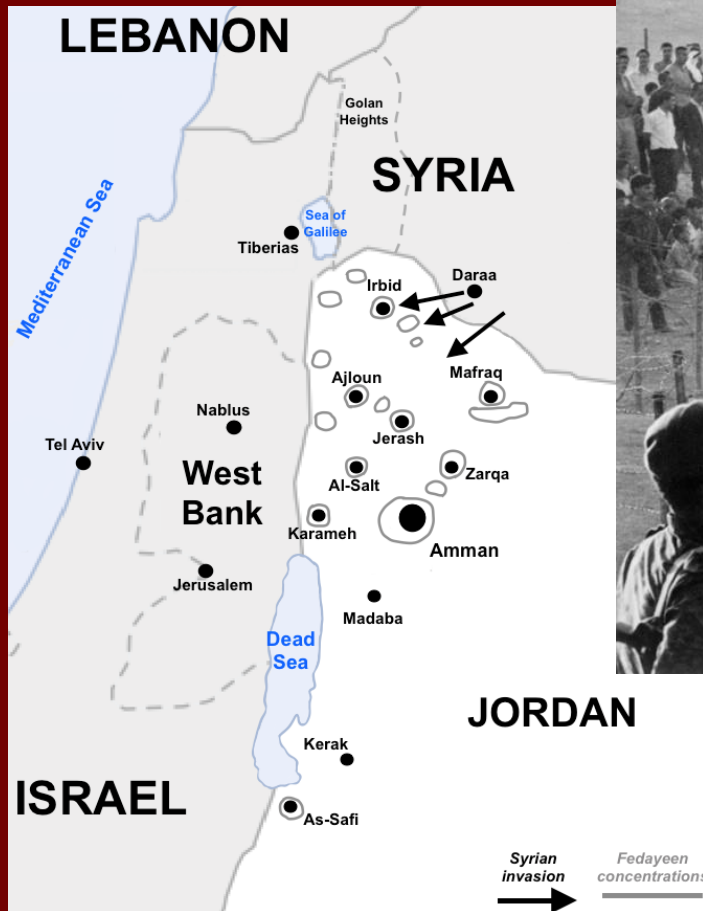 LEBANON
Golan
Heights
SYRIA
Mediterranean Sea
Sea of
Galilee
Tiberias
Irbid
Daraa
Ajloun
Mafraq
Nablus
Jerash
Tel Aviv
West
Bank
Al-Salt
Zarqa
Karameh
Amman
Jerusalem
Madaba
Dead
Sea
JORDAN
Kerak
ISRAEL
As-Safi
Syrian
invasion
Fedayeen
concentrations